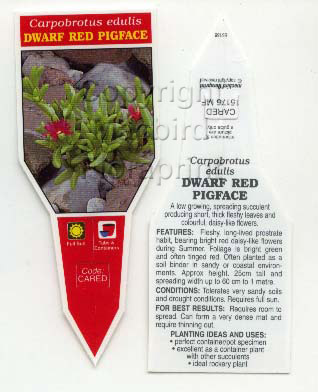 Carpobrotus edulis
DWARF RED PIGFACE
Full Sun
Tubs & Containers
Code:
CARED
CARED
15176 MF
Carpobrotus
edulis
DWARF RED
PIGFACE
A low growing, spreading succulent
producing short, thick fleshy leaves and
colourful, daisy-like flowers.
FEATURES: Fleshy, long-lived prostrate
habit, bearing bright red daisy-like flowers
during Summer. Foliage is bright green
and often tinged red. Often planted as a
soil binder in sandy or coastal environ-
ments. Approx height. 25cm tall and
spreading width up to 60 cm to 1 metre.
CONDITIONS: Tolerates very sandy soils
and drought conditions. Requires full sun.
FOR BEST RESULTS: Requires room to
spread. Can form a very dense mat and
require thinning out.
PLANTING IDEAS AND USES:
• perfect container/pot specimen
• excellent as a container plant
with other succulents
• ideal rockery plant